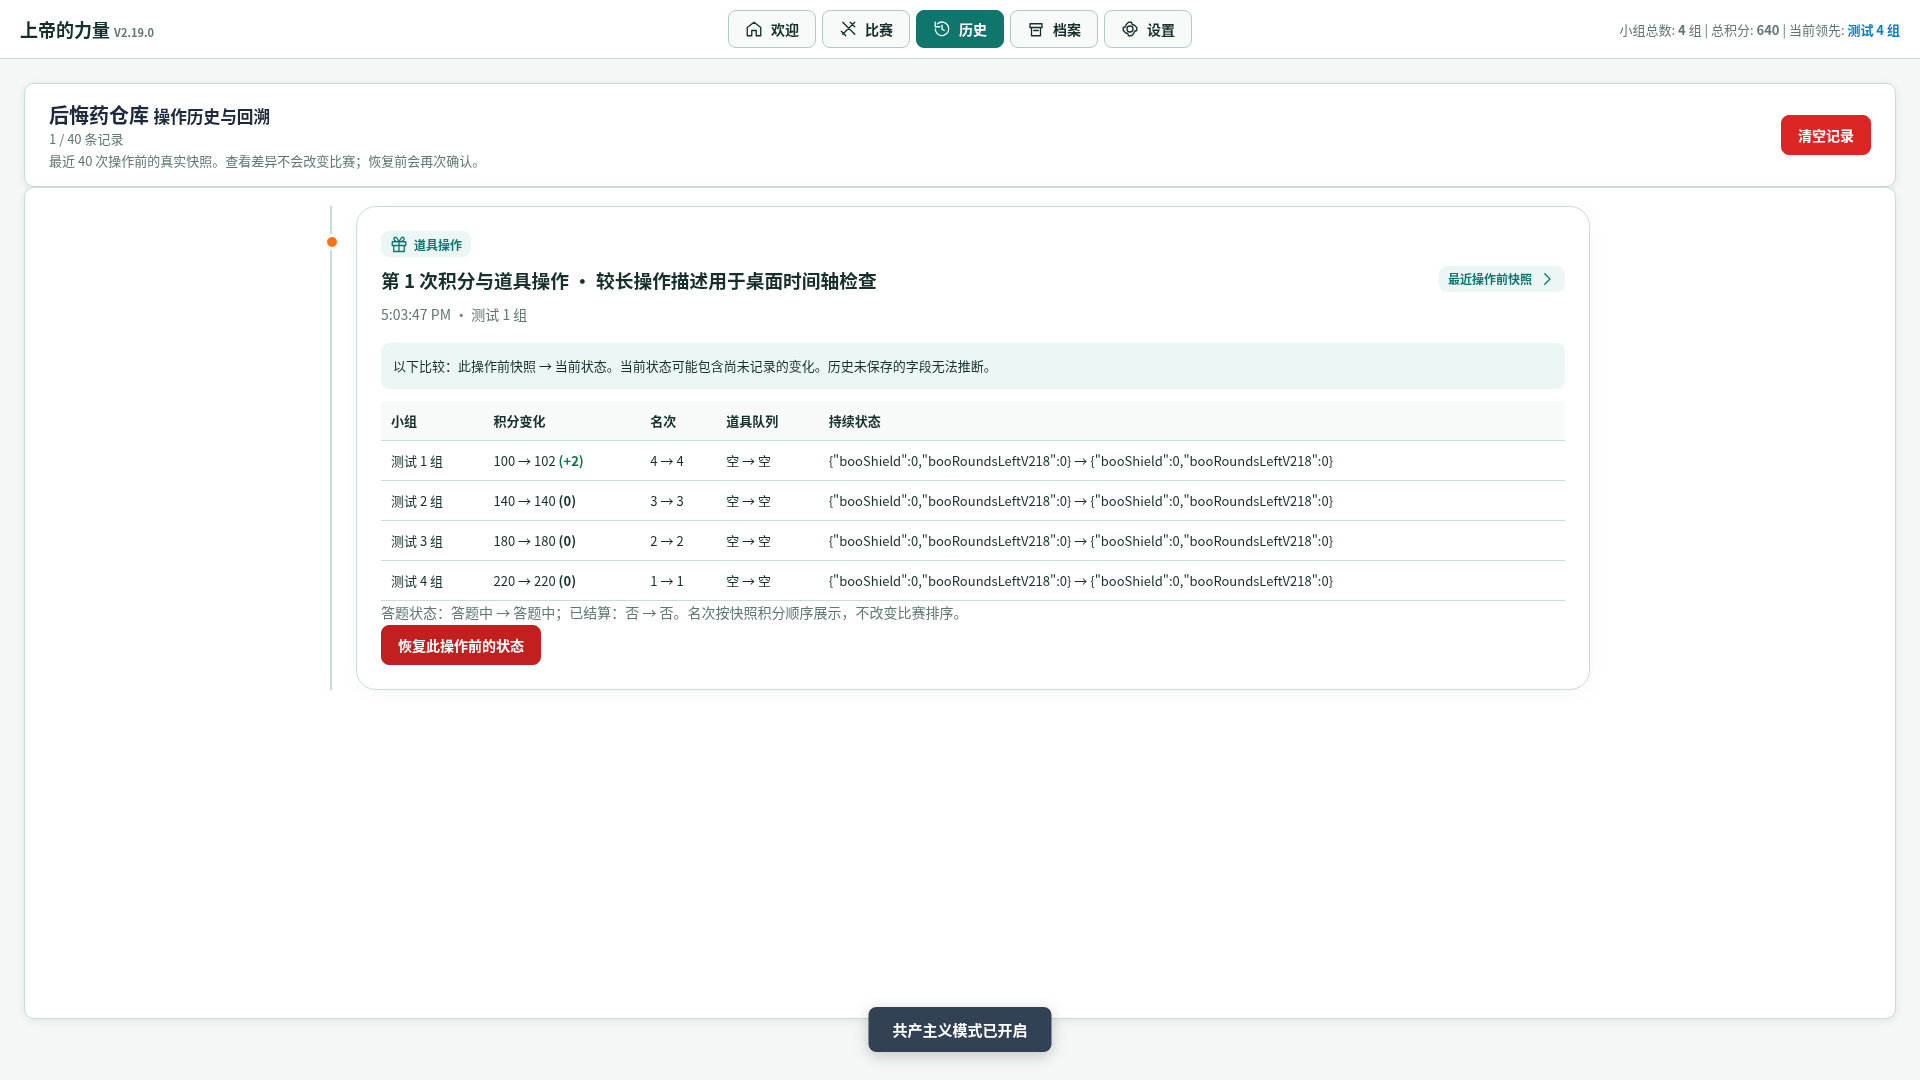 上帝的力量 V2.19.0
欢迎
比赛
历史
档案
设置
小组总数: 4 组 | 总积分: 640 | 当前领先: 测试 4 组
后悔药仓库 操作历史与回溯
1 / 40 条记录
最近 40 次操作前的真实快照。查看差异不会改变比赛；恢复前会再次确认。
清空记录
道具操作
第 1 次积分与道具操作 · 较长操作描述用于桌面时间轴检查
最近操作前快照
5:03:47 PM · 测试 1 组
以下比较：此操作前快照 → 当前状态。当前状态可能包含尚未记录的变化。历史未保存的字段无法推断。
小组 积分变化 名次 道具队列 持续状态
测试 1 组 100 → 102 (+2) 4 → 4 空 → 空 {"booShield":0,"booRoundsLeftV218":0} → {"booShield":0,"booRoundsLeftV218":0}
测试 2 组 140 → 140 (0) 3 → 3 空 → 空 {"booShield":0,"booRoundsLeftV218":0} → {"booShield":0,"booRoundsLeftV218":0}
测试 3 组 180 → 180 (0) 2 → 2 空 → 空 {"booShield":0,"booRoundsLeftV218":0} → {"booShield":0,"booRoundsLeftV218":0}
测试 4 组 220 → 220 (0) 1 → 1 空 → 空 {"booShield":0,"booRoundsLeftV218":0} → {"booShield":0,"booRoundsLeftV218":0}
答题状态：答题中 → 答题中；已结算：否 → 否。名次按快照积分顺序展示，不改变比赛排序。
恢复此操作前的状态
共产主义模式已开启